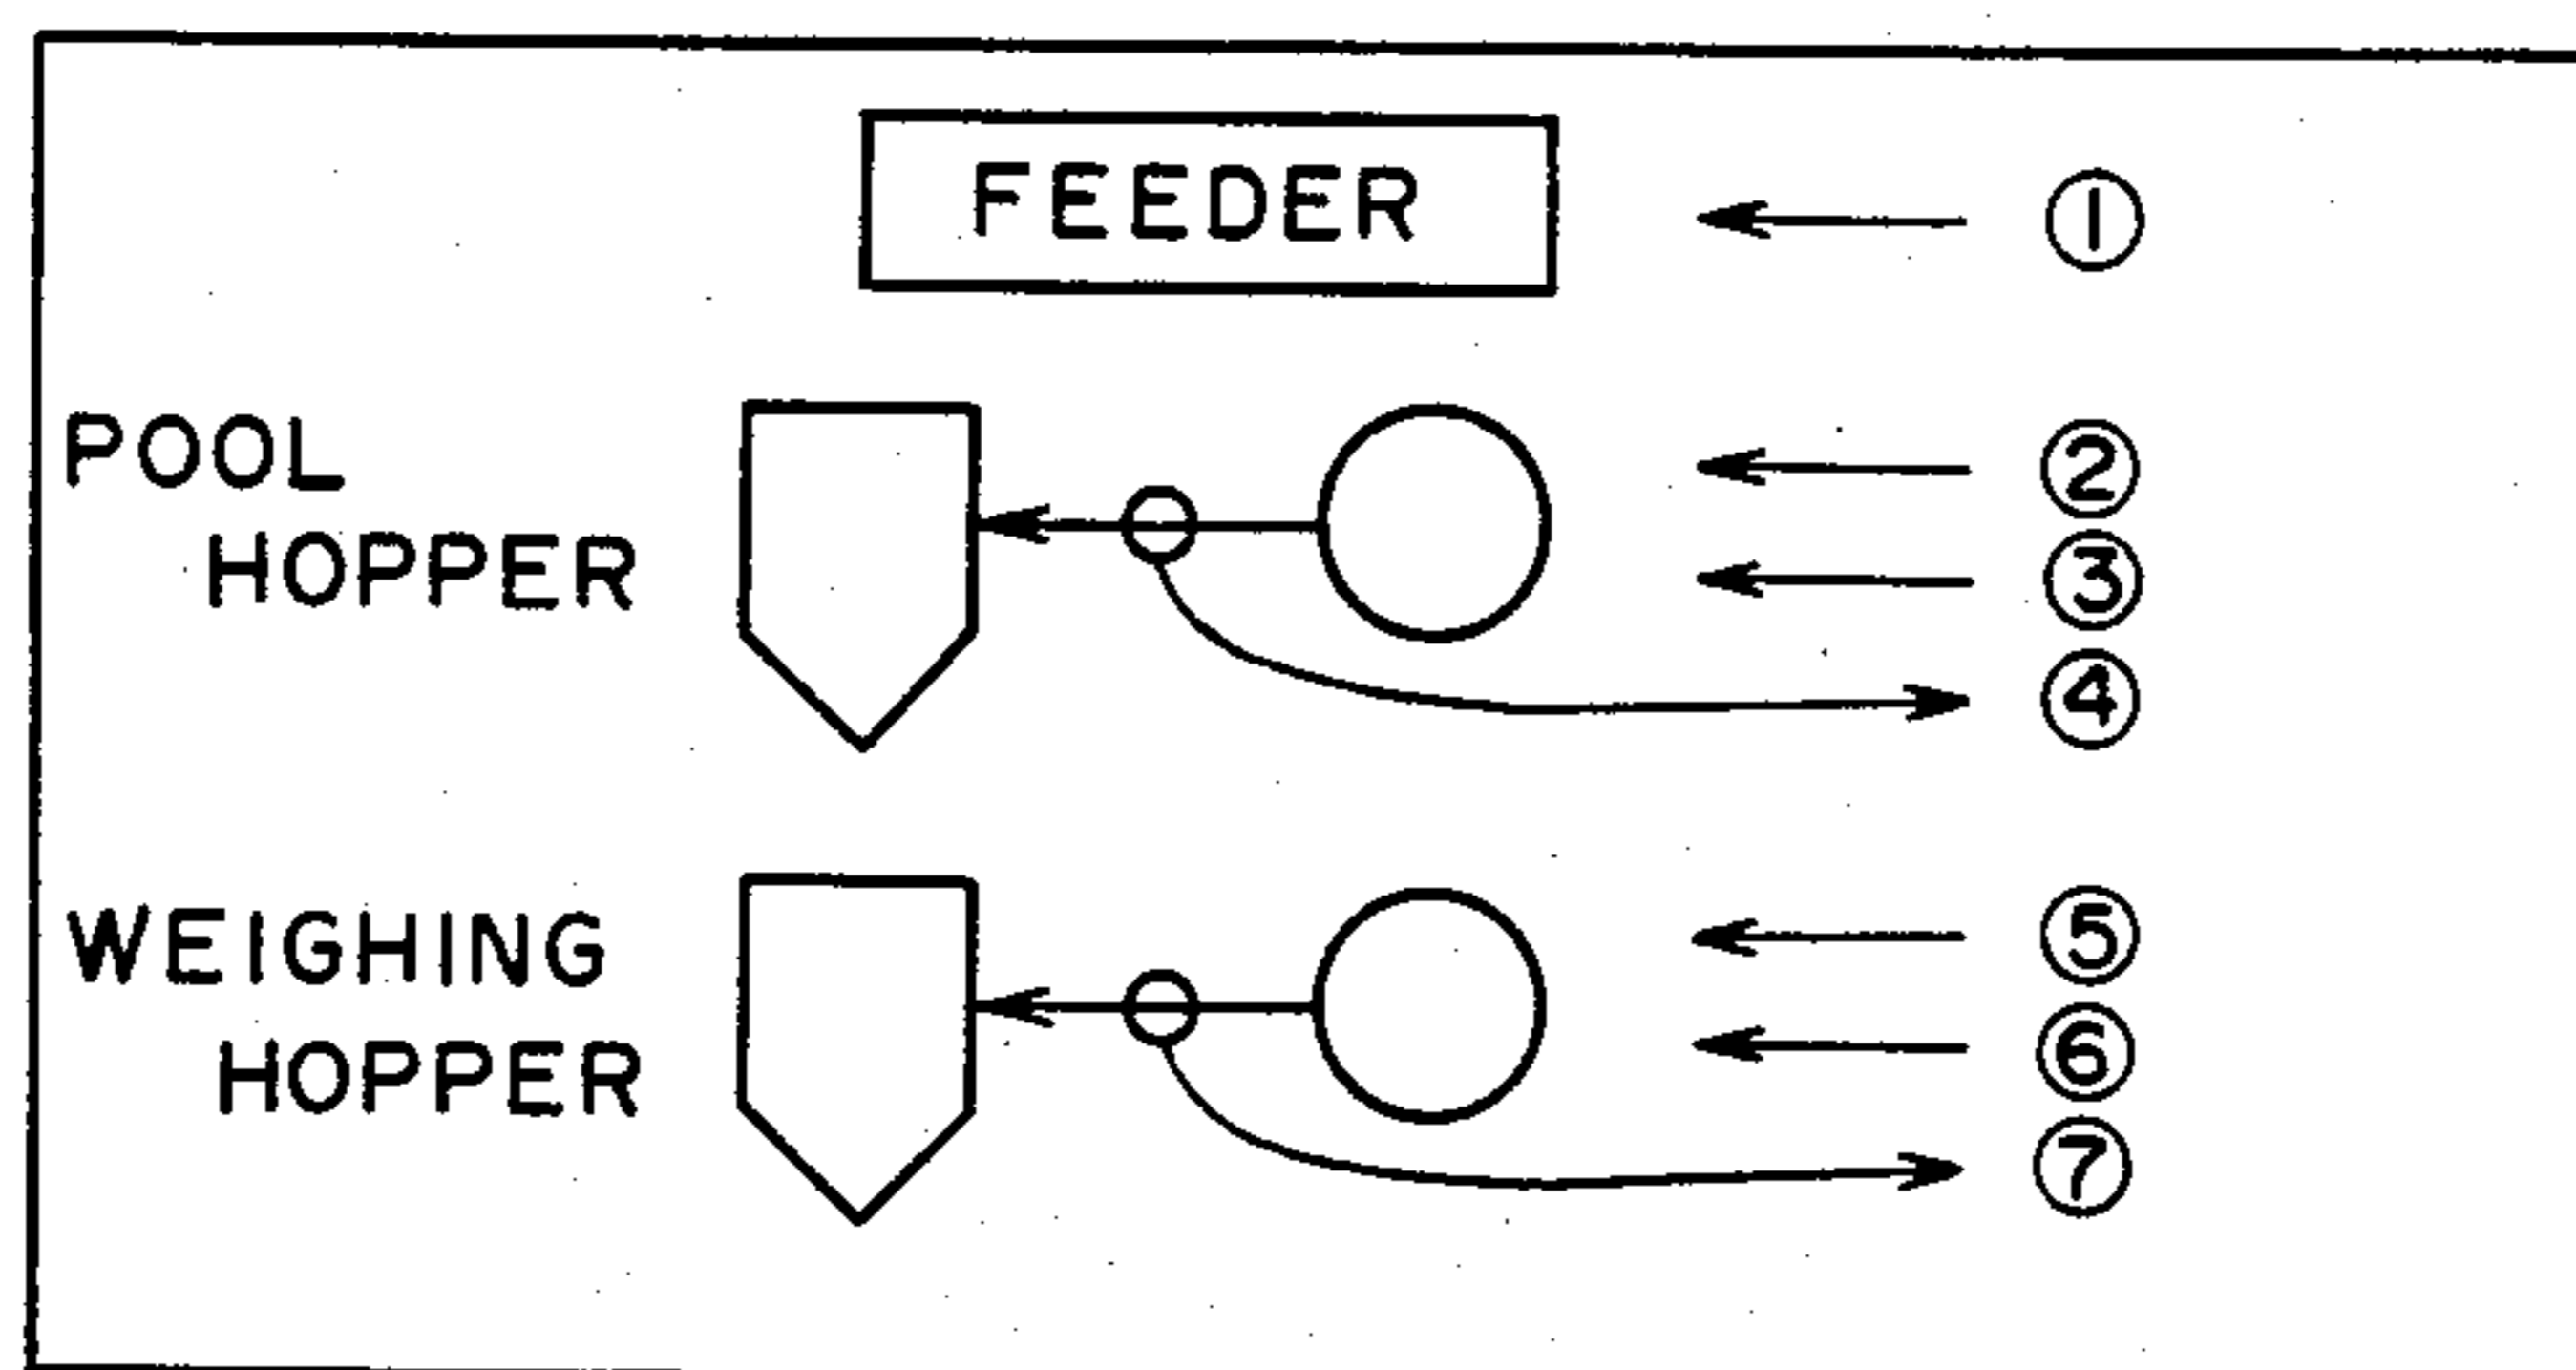 FEEDER
①
POOL
HOPPER
②
③
④
WEIGHING
HOPPER
⑤
⑥
⑦